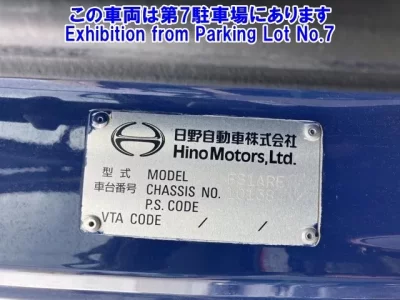 この車両は第7駐車場にあります
Exhibition from Parking Lot No.7
日野自動車株式会社
Hino Motors, Ltd.
型式 MODEL
車台番号 CHASSIS NO.
P.S. CODE
VTA CODE / /